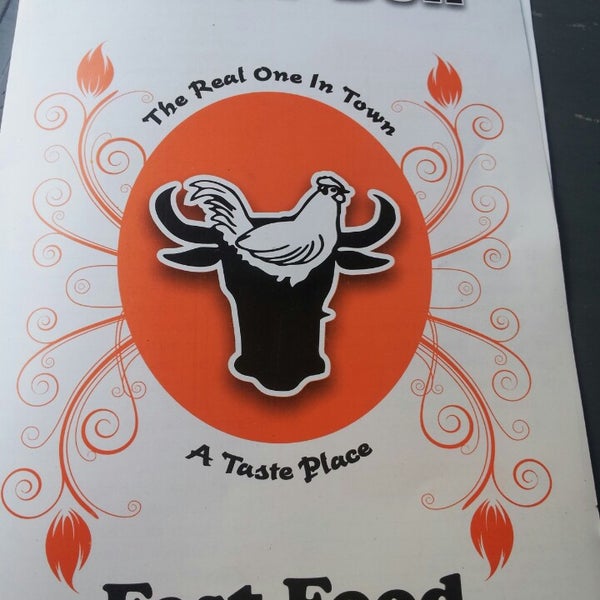 The Real One In Town
A Taste Place
Fast Food